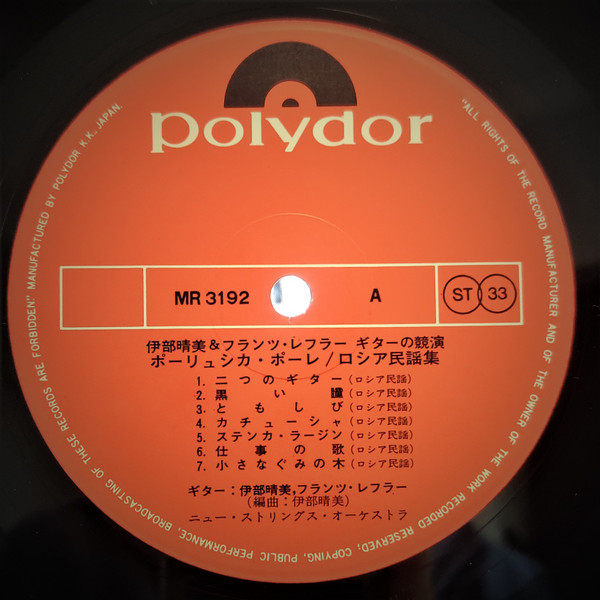 polydor
MR 3192
A
ST 33
伊部晴美&フランツ・レフラー ギターの競演
ポーリュシカ・ポーレ/ロシア民謡集
1. 二つのギター(ロシア民謡)
2. 黒い瞳(ロシア民謡)
3. ともしび(ロシア民謡)
4. カチューシャ(ロシア民謡)
5. ステンカ・ラージン(ロシア民謡)
6. 仕事の歌(ロシア民謡)
7. 小さなぐみの木(ロシア民謡)
ギター:伊部晴美,フランツ・レフラー
(編曲:伊部晴美)
ニュー・ストリングス・オーケストラ
"ALL RIGHTS OF THE RECORD MANUFACTURER AND OF THE OWNER OF THE WORK RECORDED RESERVED; COPYING, PUBLIC PERFORMANCE, BROADCASTING OF THESE RECORDS ARE FORBIDDEN" MANUFACTURED BY POLYDOR K.K., JAPAN.